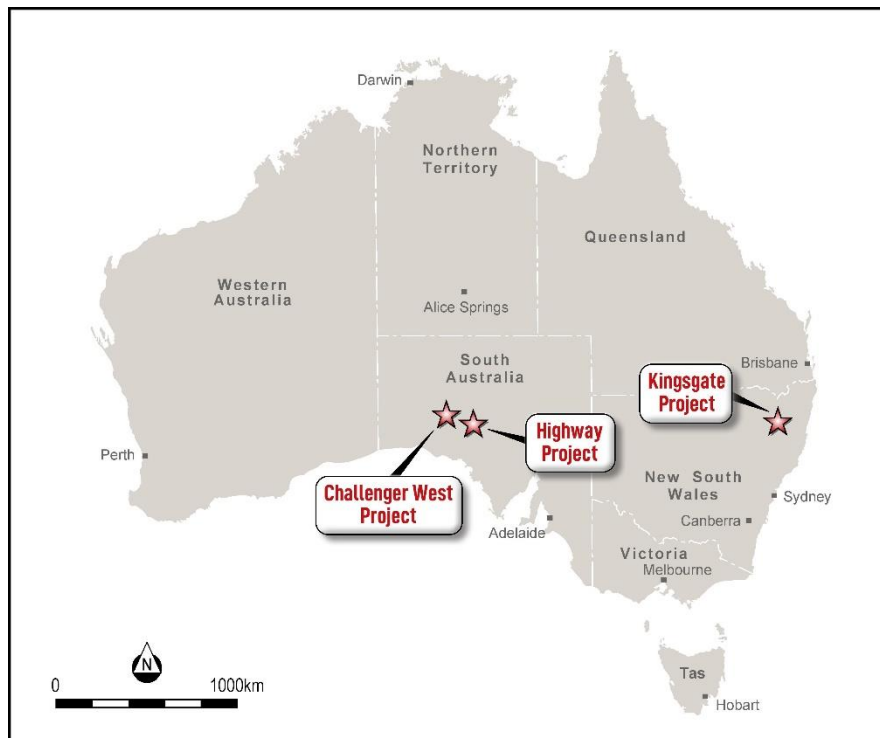 Darwin
Northern
Territory
Queensland
Western
Australia
Alice Springs
South
Australia
Brisbane
Kingsgate
Project
Highway
Project
Perth
Challenger West
Project
New South
Wales
Sydney
Canberra
Adelaide
Victoria
Melbourne
N
0
1000km
Tas
Hobart